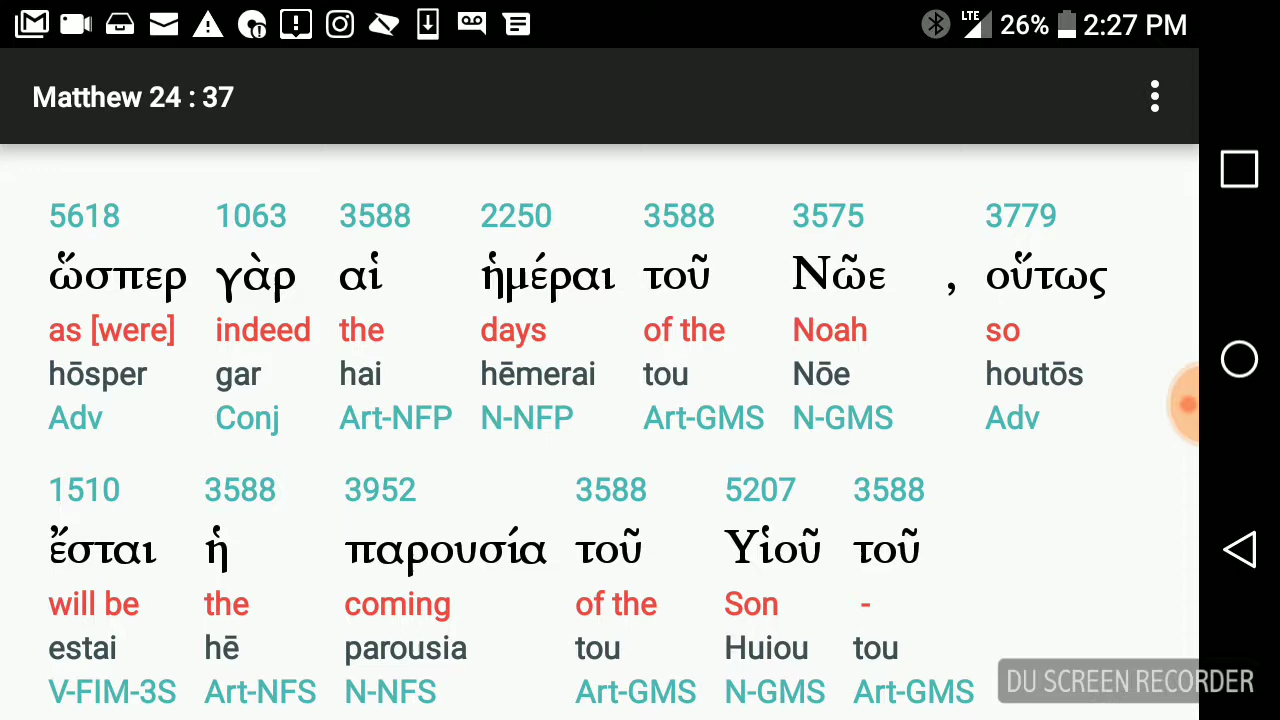 LTE 26% 2:27 PM
Matthew 24 : 37
5618 1063 3588 2250 3588 3575 3779
ὥσπερ γὰρ αἱ ἡμέραι τοῦ Νῶε , οὕτως
as [were] indeed the days of the Noah so
hōsper gar hai hēmerai tou Nōe houtōs
Adv Conj Art-NFP N-NFP Art-GMS N-GMS Adv
1510 3588 3952 3588 5207 3588
ἔσται ἡ παρουσία τοῦ Υἱοῦ τοῦ
will be the coming of the Son -
estai hē parousia tou Huiou tou
V-FIM-3S Art-NFS N-NFS Art-GMS N-GMS Art-GMS
DU SCREEN RECORDER